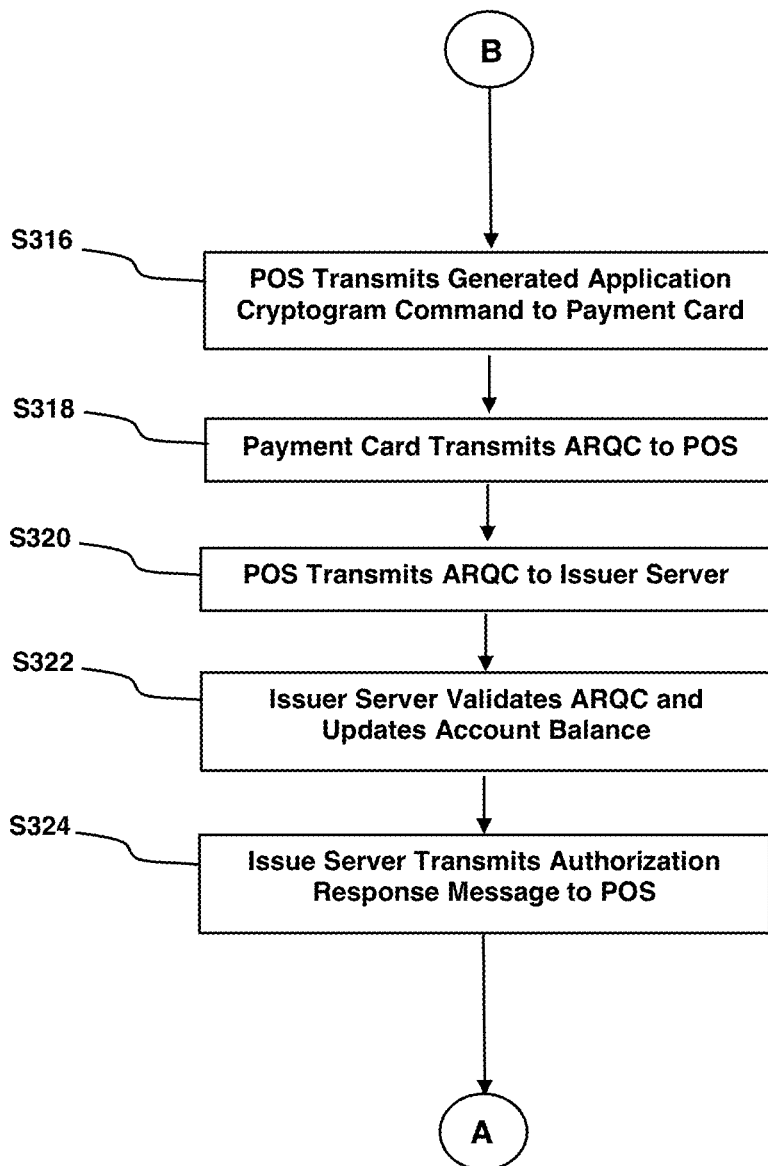 B
S316
POS Transmits Generated Application
Cryptogram Command to Payment Card
S318
Payment Card Transmits ARQC to POS
S320
POS Transmits ARQC to Issuer Server
S322
Issuer Server Validates ARQC and
Updates Account Balance
S324
Issue Server Transmits Authorization
Response Message to POS
A